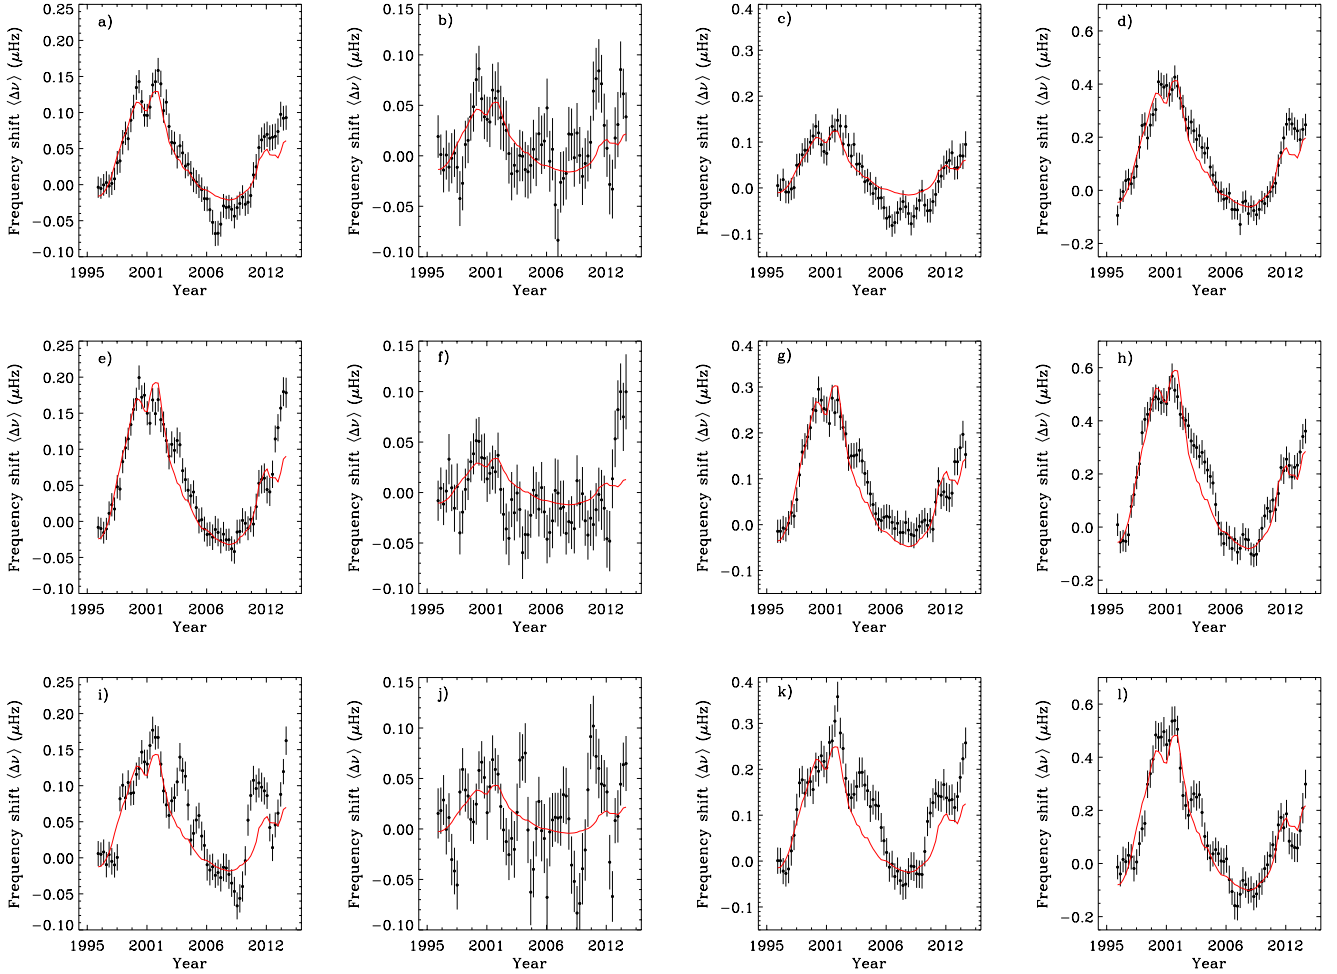 a)
0.25
0.20
0.15
0.10
0.05
0.00
−0.05
−0.10
Frequency shift ⟨Δν⟩ (μHz)
1995 2001 2006 2012
Year
b)
0.15
0.10
0.05
0.00
−0.05
−0.10
Frequency shift ⟨Δν⟩ (μHz)
1995 2001 2006 2012
Year
c)
0.4
0.3
0.2
0.1
0.0
−0.1
Frequency shift ⟨Δν⟩ (μHz)
1995 2001 2006 2012
Year
d)
0.6
0.4
0.2
0.0
−0.2
Frequency shift ⟨Δν⟩ (μHz)
1995 2001 2006 2012
Year
e)
0.25
0.20
0.15
0.10
0.05
0.00
−0.05
−0.10
Frequency shift ⟨Δν⟩ (μHz)
1995 2001 2006 2012
Year
f)
0.15
0.10
0.05
0.00
−0.05
−0.10
Frequency shift ⟨Δν⟩ (μHz)
1995 2001 2006 2012
Year
g)
0.4
0.3
0.2
0.1
0.0
−0.1
Frequency shift ⟨Δν⟩ (μHz)
1995 2001 2006 2012
Year
h)
0.6
0.4
0.2
0.0
−0.2
Frequency shift ⟨Δν⟩ (μHz)
1995 2001 2006 2012
Year
i)
0.25
0.20
0.15
0.10
0.05
0.00
−0.05
−0.10
Frequency shift ⟨Δν⟩ (μHz)
1995 2001 2006 2012
Year
j)
0.15
0.10
0.05
0.00
−0.05
−0.10
Frequency shift ⟨Δν⟩ (μHz)
1995 2001 2006 2012
Year
k)
0.4
0.3
0.2
0.1
0.0
−0.1
Frequency shift ⟨Δν⟩ (μHz)
1995 2001 2006 2012
Year
l)
0.6
0.4
0.2
0.0
−0.2
Frequency shift ⟨Δν⟩ (μHz)
1995 2001 2006 2012
Year